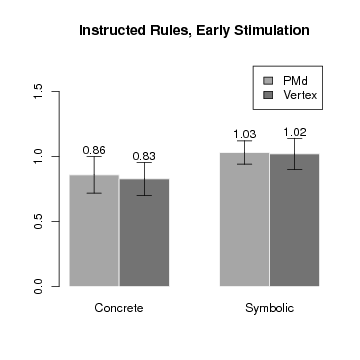 Instructed Rules, Early Stimulation
PMd
Vertex
1.5
1.0
0.5
0.0
0.86
0.83
1.03
1.02
Concrete
Symbolic